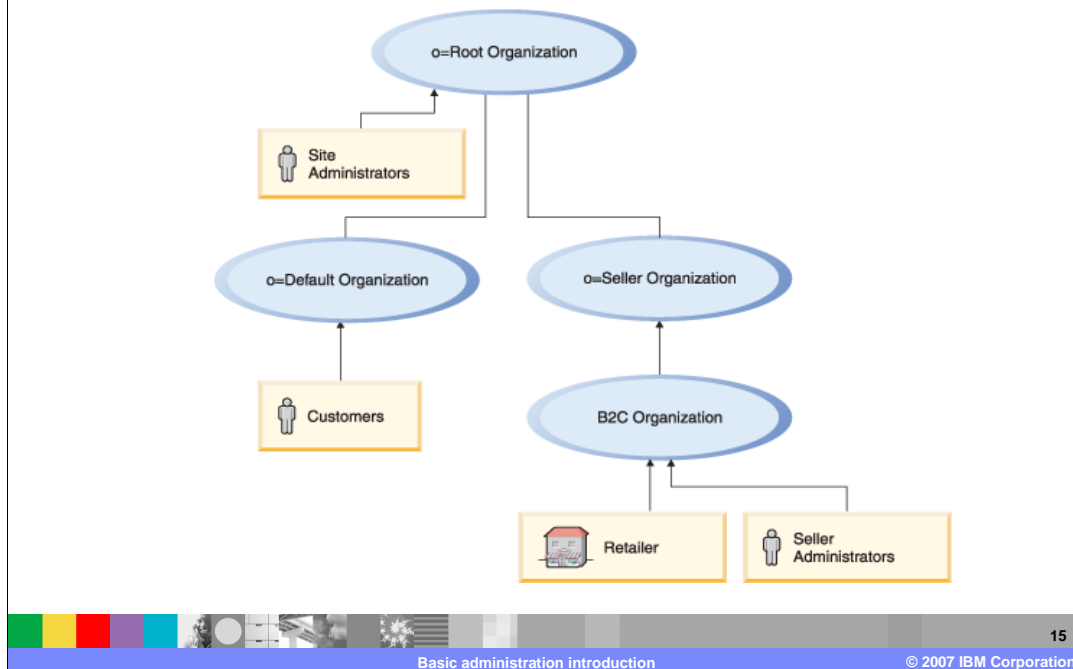 o=Root Organization
Site
Administrators
o=Default Organization
o=Seller Organization
Customers
B2C Organization
Retailer
Seller
Administrators
15
Basic administration introduction
© 2007 IBM Corporation